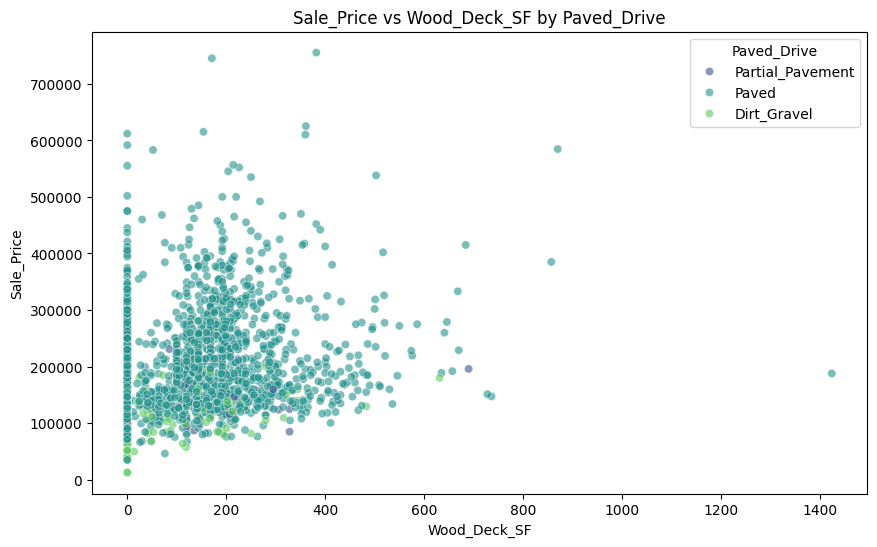 Sale_Price vs Wood_Deck_SF by Paved_Drive
Paved_Drive
Partial_Pavement
Paved
Dirt_Gravel
700000
600000
500000
400000
300000
200000
100000
0
Sale_Price
0 200 400 600 800 1000 1200 1400
Wood_Deck_SF